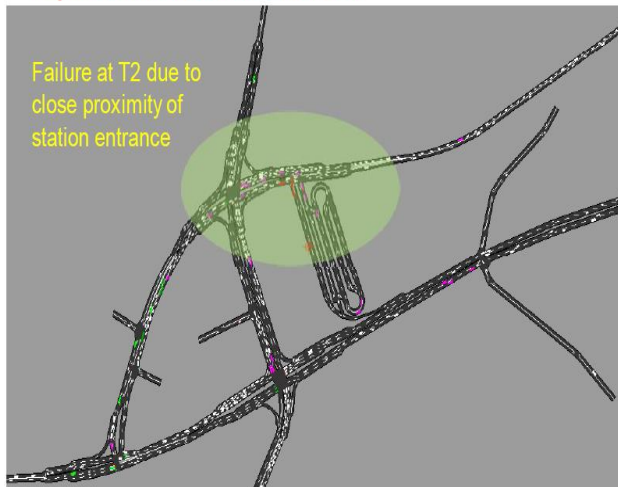 Failure at T2 due to
close proximity of
station entrance